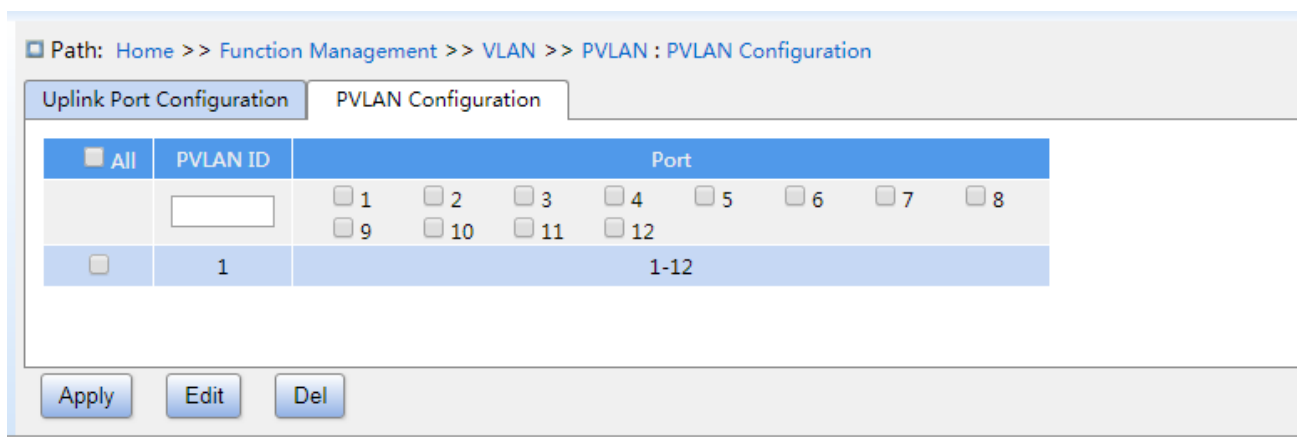 Path: Home >> Function Management >> VLAN >> PVLAN : PVLAN Configuration
Uplink Port Configuration PVLAN Configuration
All PVLAN ID Port
1 2 3 4 5 6 7 8
9 10 11 12
1 1-12
Apply Edit Del